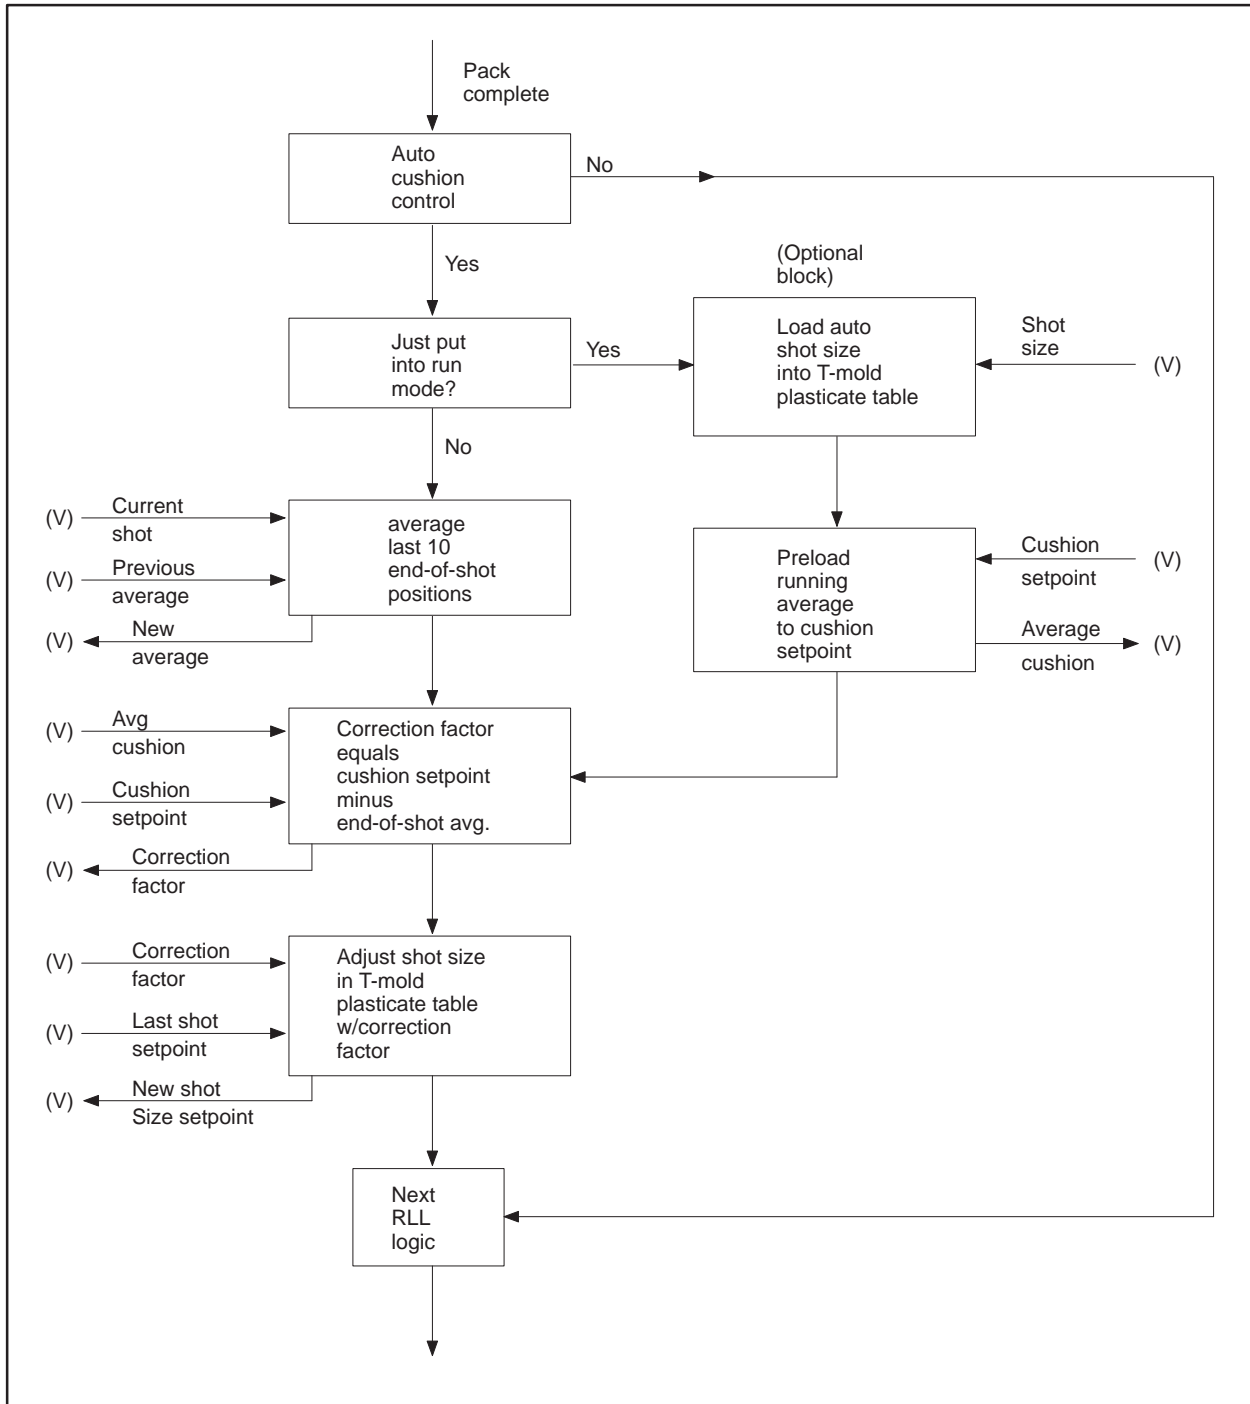 Pack
complete
Auto
cushion
control
No
Yes
(Optional
block)
Just put
into run
mode?
Yes
Load auto
shot size
into T-mold
plasticate table
Shot
size
(V)
No
(V)
Current
shot
(V)
Previous
average
(V)
New
average
average
last 10
end-of-shot
positions
Preload
running
average
to cushion
setpoint
Cushion
setpoint
(V)
Average
cushion
(V)
(V)
Avg
cushion
(V)
Cushion
setpoint
(V)
Correction
factor
Correction factor
equals
cushion setpoint
minus
end-of-shot avg.
(V)
Correction
factor
(V)
Last shot
setpoint
(V)
New shot
Size setpoint
Adjust shot size
in T-mold
plasticate table
w/correction
factor
Next
RLL
logic